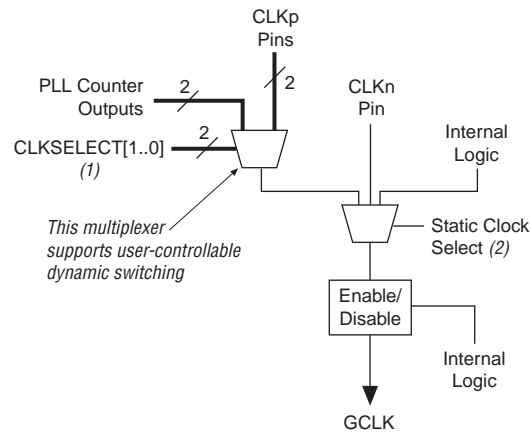 CLKp
Pins
PLL Counter
Outputs
2
2
CLKn
Pin
CLKSELECT[1..0]
(1)
2
Internal
Logic
This multiplexer
supports user-controllable
dynamic switching
Static Clock
Select (2)
Enable/
Disable
Internal
Logic
GCLK